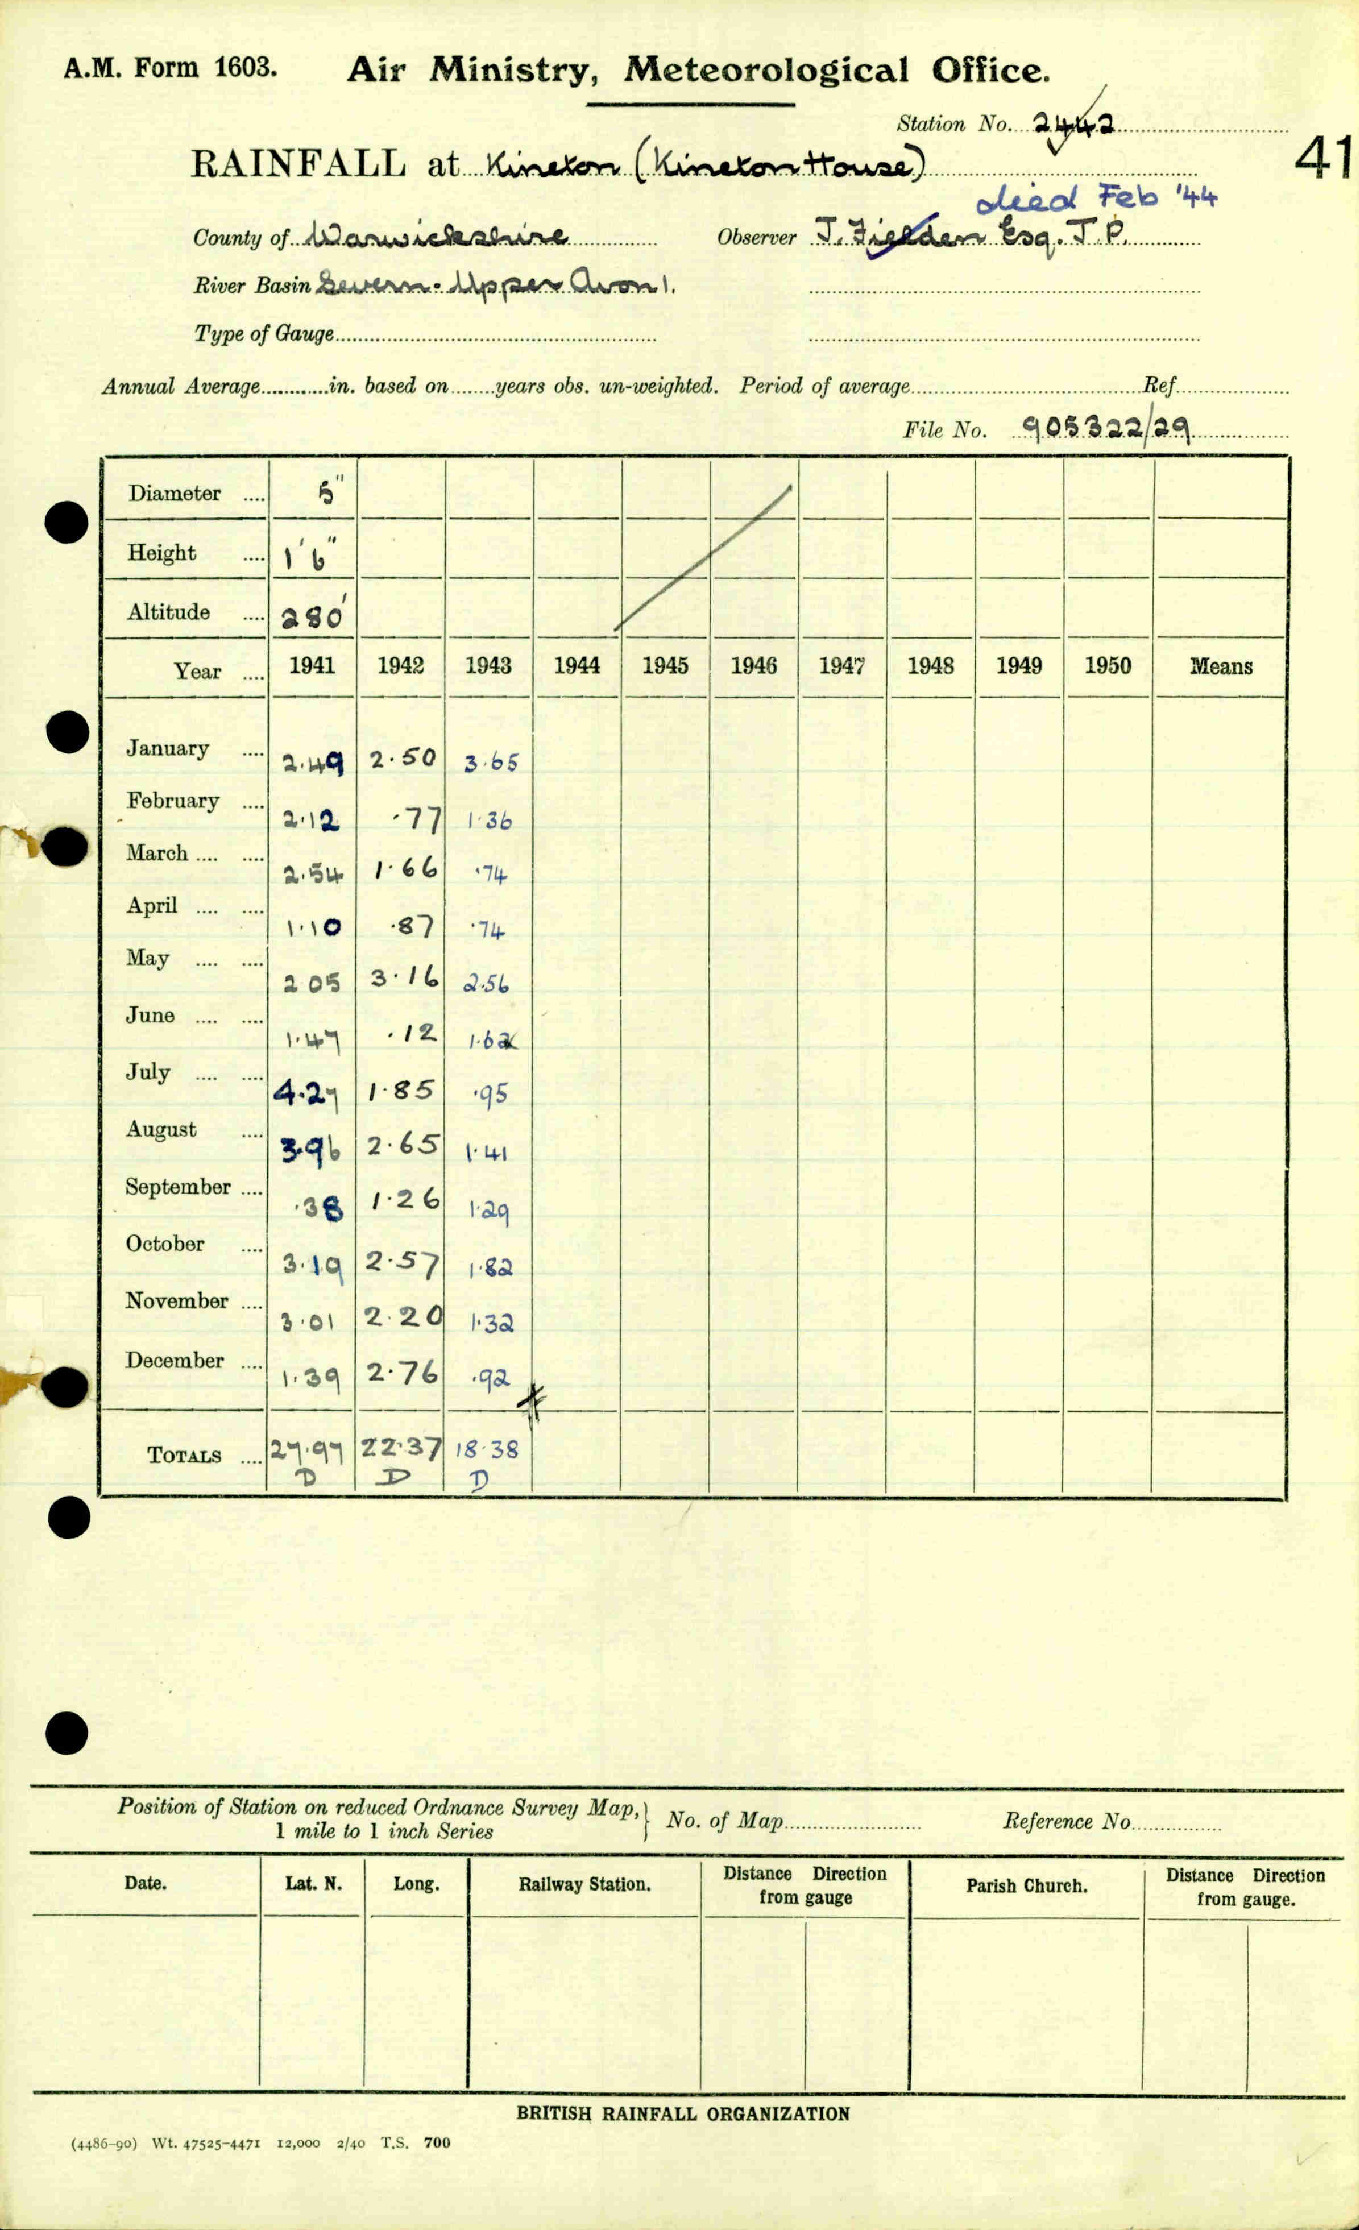 A.M. Form 1603. Air Ministry, Meteorological Office.
Station No. 2442
RAINFALL at Kineton (Kineton House)
41
died Feb '44
County of Warwickshire Observer J. Fielden Esq. J.P.
River Basin Severn - Upper Avon 1.
Type of Gauge
Annual Average in. based on years obs. un-weighted. Period of average Ref.
File No. 905322/29
Diameter .... 5"
Height .... 1'6"
Altitude .... 280'
Year .... 1941 1942 1943 1944 1945 1946 1947 1948 1949 1950 Means
January .... 2.49 2.50 3.65
February .... 2.12 .77 1.36
March .... .... 2.54 1.66 .74
April .... .... 1.10 .87 .74
May .... .... 2 05 3.16 2.56
June .... .... 1.47 .12 1.62
July .... .... 4.27 1.85 .95
August .... 3.96 2.65 1.41
September .... .38 1.26 1.29
October .... 3.19 2.57 1.82
November .... 3.01 2.20 1.32
December .... 1.39 2.76 .92
TOTALS .... 27.97 22.37 18.38
D D D
Position of Station on reduced Ordnance Survey Map, } No. of Map Reference No.
1 mile to 1 inch Series
Date. Lat. N. Long. Railway Station. Distance Direction from gauge Parish Church. Distance Direction from gauge.
BRITISH RAINFALL ORGANIZATION
(4486-90) Wt. 47525-4471 12,000 2/40 T.S. 700